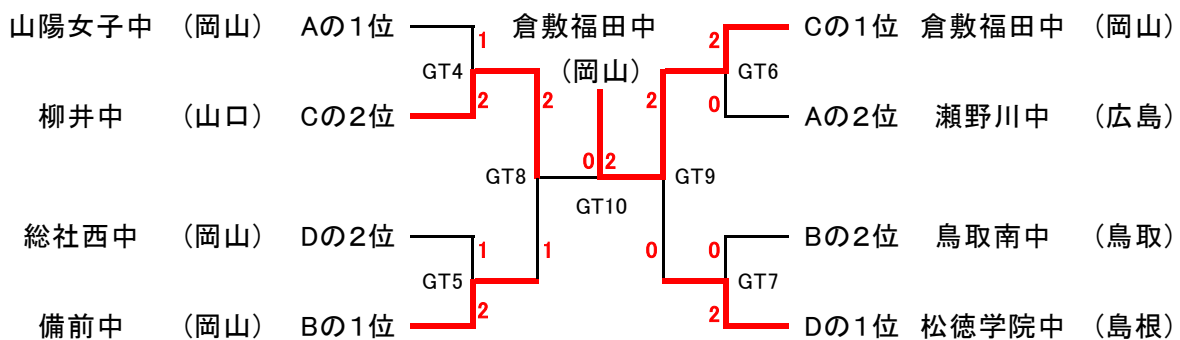 山陽女子中 （岡山） Aの1位
柳井中 （山口） Cの2位
総社西中 （岡山） Dの2位
備前中 （岡山） Bの1位
1
GT4
2
2
GT8
1
GT5
2
1
倉敷福田中
（岡山）
0 2
GT10
2
GT9
0
2
GT6
0
0
GT7
2
Cの1位 倉敷福田中 （岡山）
Aの2位 瀬野川中 （広島）
Bの2位 鳥取南中 （鳥取）
Dの1位 松徳学院中 （島根）